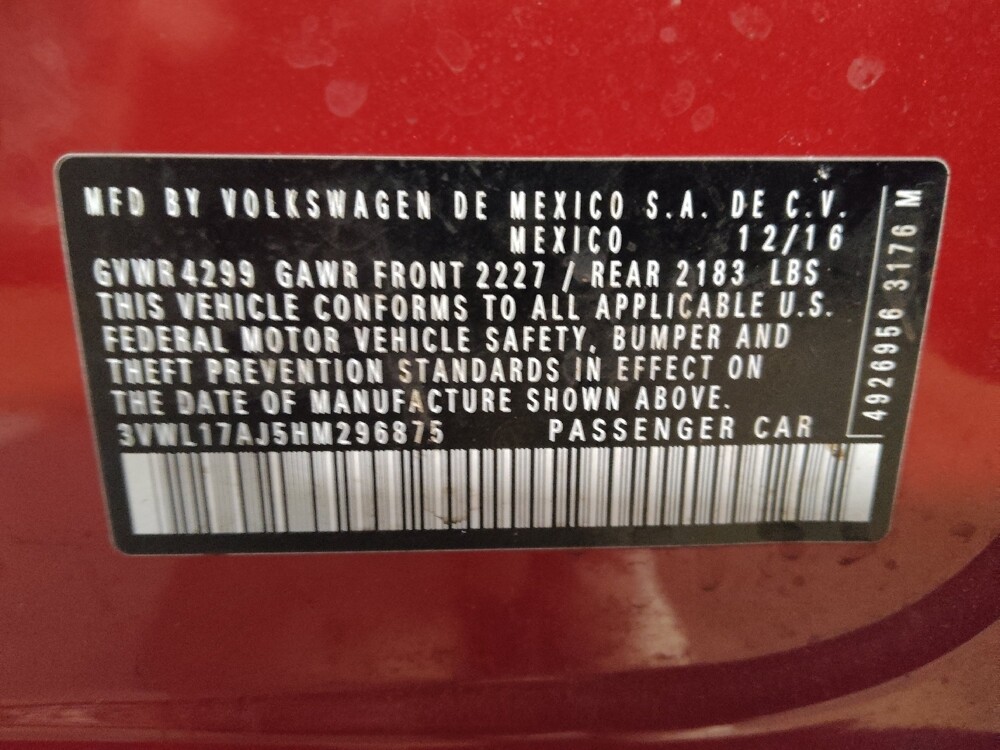 MFD BY VOLKSWAGEN DE MEXICO S.A. DE C.V.
MEXICO 12/16
GVWR 4299 GAWR FRONT 2227 / REAR 2183 LBS
THIS VEHICLE CONFORMS TO ALL APPLICABLE U.S.
FEDERAL MOTOR VEHICLE SAFETY, BUMPER AND
THEFT PREVENTION STANDARDS IN EFFECT ON
THE DATE OF MANUFACTURE SHOWN ABOVE.
3VWL17AJ5HM296875 PASSENGER CAR
4926956 3176 M